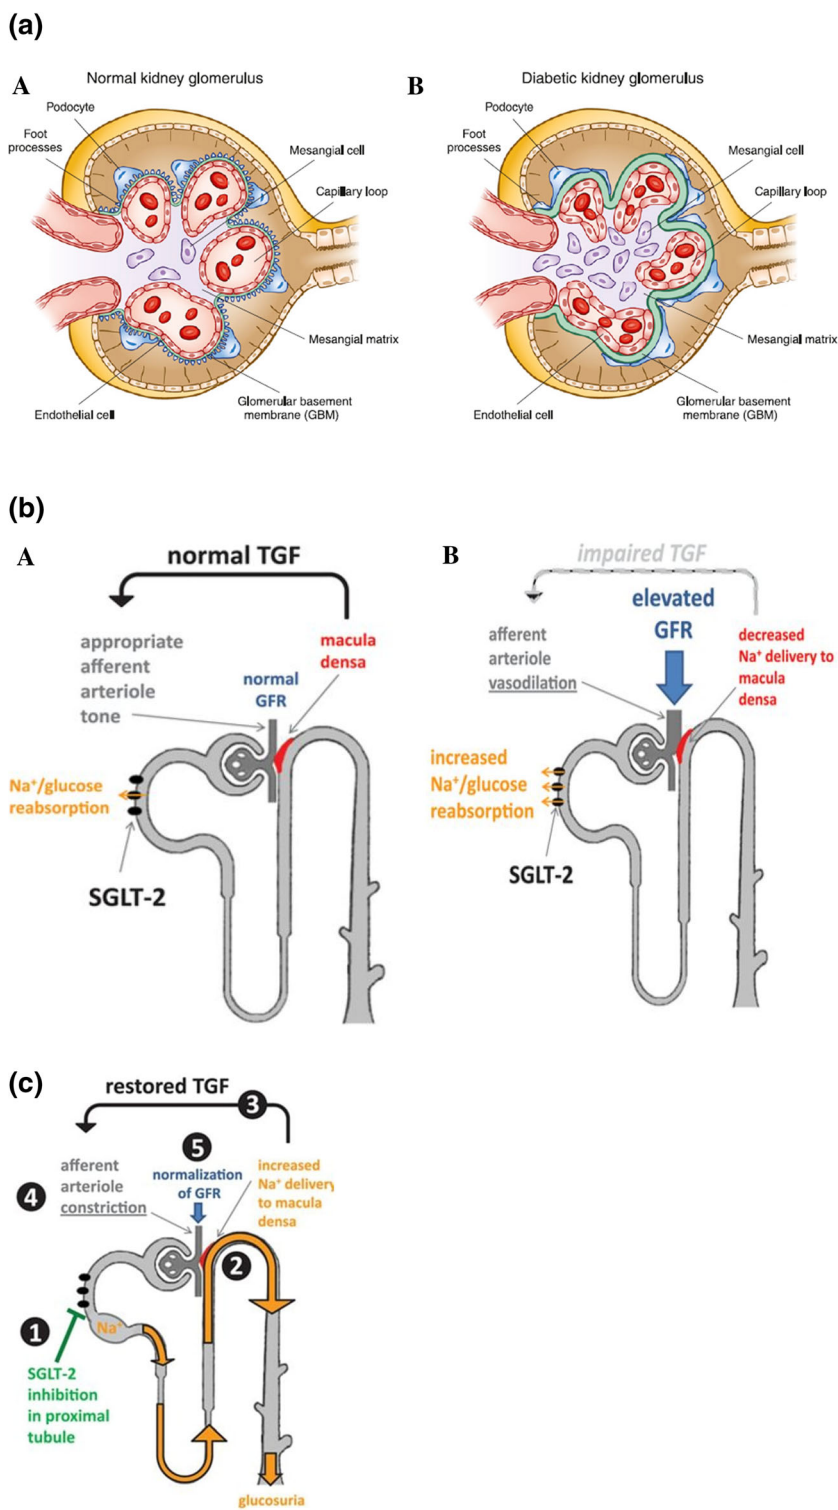 (a)
A
Normal kidney glomerulus
Podocyte
Foot
processes
Mesangial cell
Capillary loop
Mesangial matrix
Glomerular basement
membrane (GBM)
Endothelial cell
B
Diabetic kidney glomerulus
Podocyte
Foot
processes
Mesangial cell
Capillary loop
Mesangial matrix
Glomerular basement
membrane (GBM)
Endothelial cell
(b)
A
normal TGF
appropriate
afferent
arteriole
tone
macula
densa
normal
GFR
Na⁺/glucose
reabsorption
SGLT-2
B
impaired TGF
elevated
GFR
afferent
arteriole
vasodilation
decreased
Na⁺ delivery to
macula
densa
increased
Na⁺/glucose
reabsorption
SGLT-2
(c)
restored TGF
3
5
afferent
arteriole
constriction
4
normalization
of GFR
increased
Na⁺ delivery
to macula
densa
2
1
Na⁺
SGLT-2
inhibition
in proximal
tubule
glucosuria